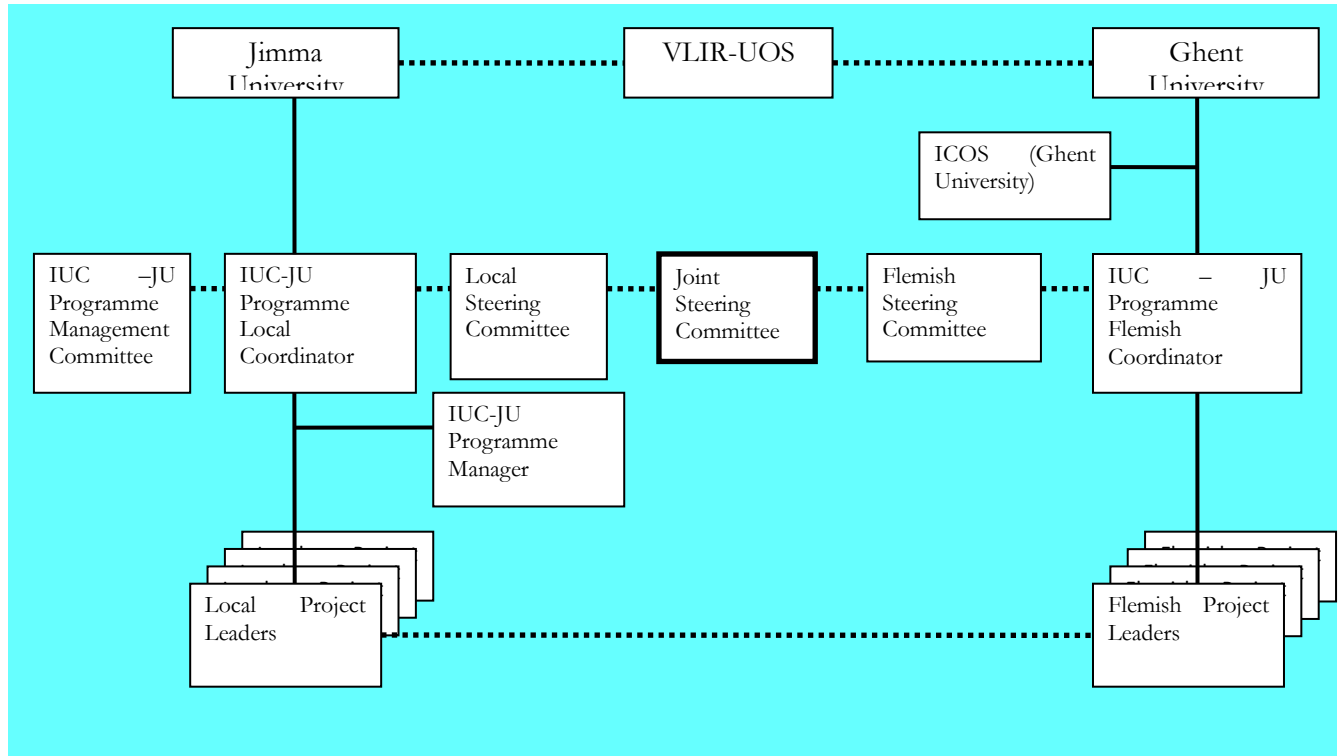 Jimma
University
VLIR-UOS
Ghent
University
ICOS (Ghent
University)
IUC –JU
Programme
Management
Committee
IUC-JU
Programme
Local
Coordinator
Local
Steering
Committee
Joint
Steering
Committee
Flemish
Steering
Committee
IUC – JU
Programme
Flemish
Coordinator
IUC-JU
Programme
Manager
Local Project
Leaders
Flemish Project
Leaders